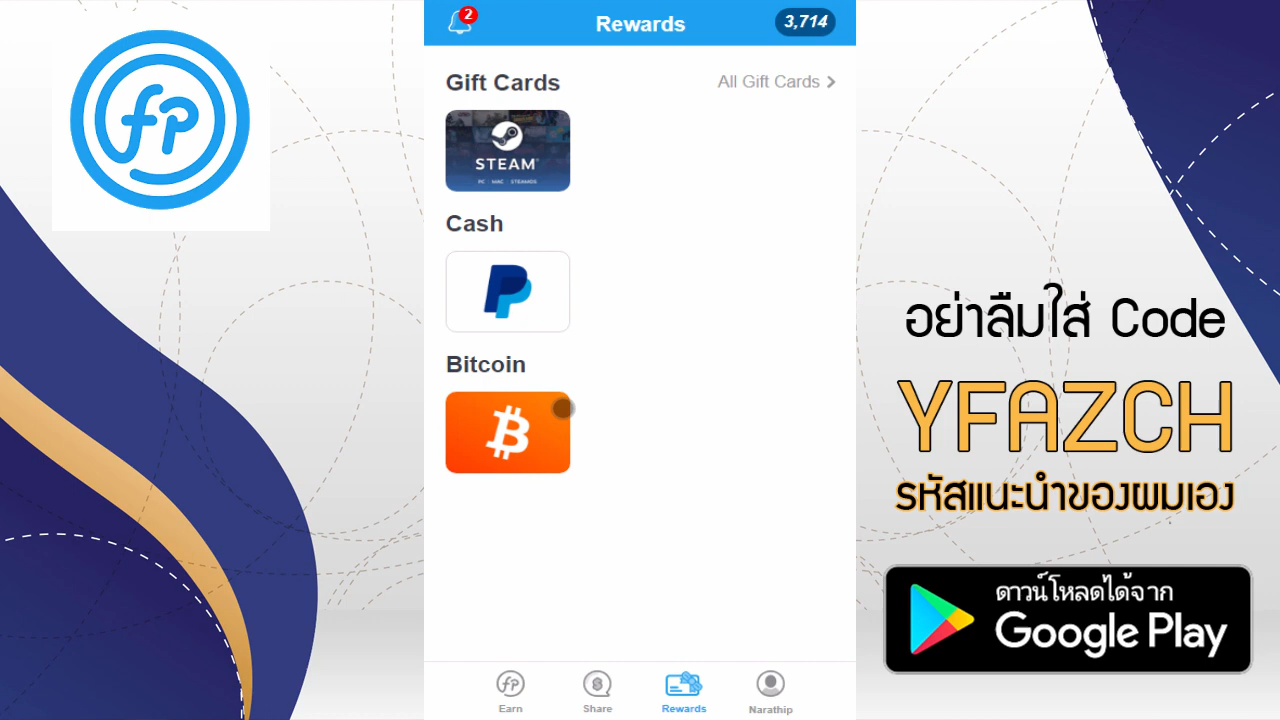 fp
2
Rewards
3,714
Gift Cards
All Gift Cards
STEAM
PC | MAC | STEAMOS
Cash
Bitcoin
Earn
Share
Rewards
Narathip
อย่าลืมใส่ Code
YFAZCH
รหัสแนะนำของผมเอง
ดาวน์โหลดได้จาก
Google Play